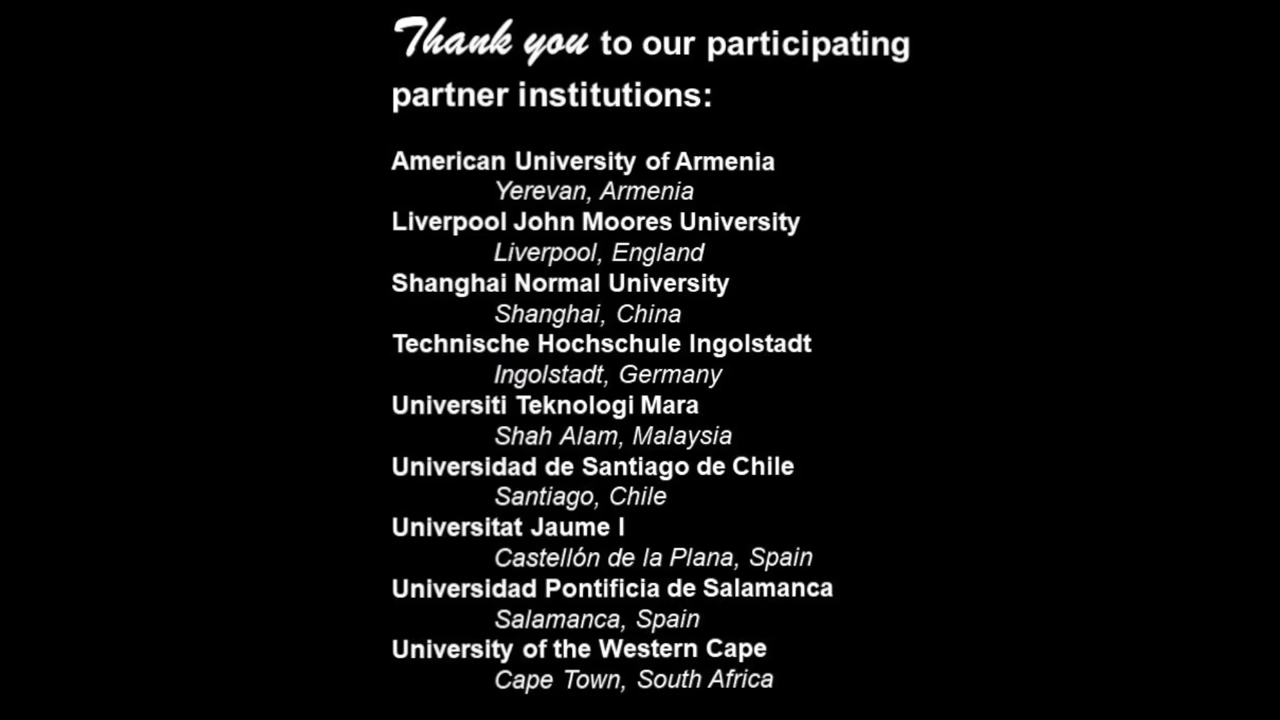 Thank you to our participating
partner institutions:
American University of Armenia
Yerevan, Armenia
Liverpool John Moores University
Liverpool, England
Shanghai Normal University
Shanghai, China
Technische Hochschule Ingolstadt
Ingolstadt, Germany
Universiti Teknologi Mara
Shah Alam, Malaysia
Universidad de Santiago de Chile
Santiago, Chile
Universitat Jaume I
Castellón de la Plana, Spain
Universidad Pontificia de Salamanca
Salamanca, Spain
University of the Western Cape
Cape Town, South Africa